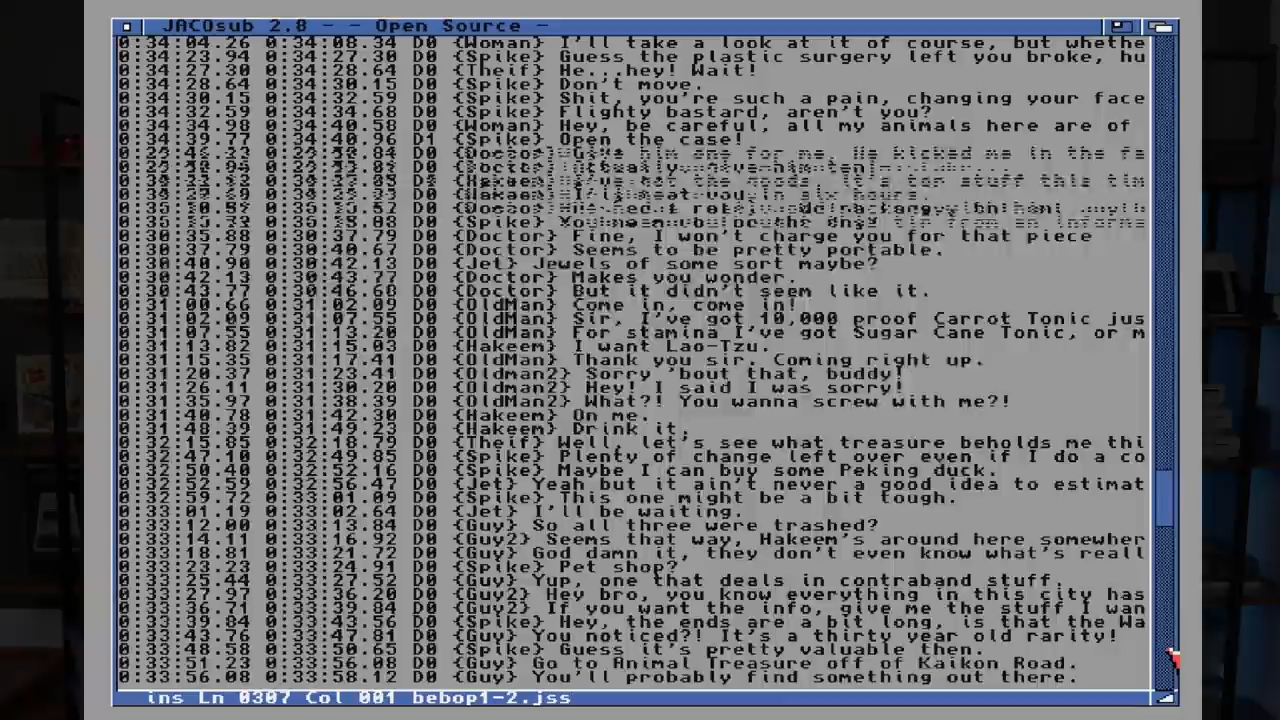 JACOsub 2.8 - - Open Source -
0:34:04.26 0:34:08.34 D0 {Woman} I'll take a look at it of course, but whethe
0:34:23.94 0:34:27.30 D0 {Spike} Guess the plastic surgery left you broke, hu
0:34:27.30 0:34:28.64 D0 {Theif} He...hey! Wait!
0:34:28.64 0:34:30.15 D0 {Spike} Don't move.
0:34:30.15 0:34:32.59 D0 {Spike} Shit, you're such a pain, changing your face
0:34:32.59 0:34:34.68 D0 {Spike} Flighty bastard, aren't you?
0:34:34.98 0:34:40.58 D0 {Woman} Hey, be careful, all my animals here are of
0:34:39.77 0:34:40.96 D1 {Spike} Open the case!
D0 him one for me. He kicked me in the fa
D0
D0 the goods. stuff this tim
D0
D0
D0 {Spike}
0:30:35.88 0:30:37.79 D0 {Doctor} Fine, I won't charge you for that piece
0:30:37.79 0:30:40.67 D0 {Doctor} Seems to be pretty portable.
0:30:40.90 0:30:42.13 D0 {Jet} Jewels of some sort maybe?
0:30:42.13 0:30:43.77 D0 {Doctor} Makes you wonder.
0:30:43.77 0:30:46.68 D0 {Doctor} But it didn't seem like it.
0:31:00.66 0:31:02.09 D0 {OldMan} Come in, come in!
0:31:02.09 0:31:07.55 D0 {OldMan} Sir, I've got 10,000 proof Carrot Tonic jus
0:31:07.55 0:31:13.20 D0 {OldMan} For stamina I've got Sugar Cane Tonic, or m
0:31:13.82 0:31:15.03 D0 {Hakeem} I want Lao-Tzu.
0:31:15.35 0:31:17.41 D0 {OldMan} Thank you sir. Coming right up.
0:31:20.37 0:31:23.41 D0 {Oldman2} Sorry 'bout that, buddy!
0:31:26.11 0:31:30.20 D0 {OldMan2} Hey! I said I was sorry!
0:31:35.97 0:31:38.39 D0 {OldMan2} What?! You wanna screw with me?!
0:31:40.78 0:31:42.30 D0 {Hakeem} On me.
0:31:48.39 0:31:49.23 D0 {Hakeem} Drink it.
0:32:15.85 0:32:18.79 D0 {Theif} Well, let's see what treasure beholds me thi
0:32:47.10 0:32:49.85 D0 {Spike} Plenty of change left over even if I do a co
0:32:50.40 0:32:52.16 D0 {Spike} Maybe I can buy some Peking duck.
0:32:52.59 0:32:56.47 D0 {Jet} Yeah but it ain't never a good idea to estimat
0:32:59.72 0:33:01.09 D0 {Spike} This one might be a bit tough.
0:33:01.19 0:33:02.64 D0 {Jet} I'll be waiting.
0:33:12.00 0:33:13.84 D0 {Guy} So all three were trashed?
0:33:14.11 0:33:16.92 D0 {Guy2} Seems that way, Hakeem's around here somewher
0:33:18.81 0:33:21.72 D0 {Guy} God damn it, they don't even know what's reall
0:33:23.23 0:33:24.91 D0 {Spike} Pet shop?
0:33:25.44 0:33:27.52 D0 {Guy} Yup, one that deals in contraband stuff.
0:33:27.97 0:33:36.20 D0 {Guy2} Hey bro, you know everything in this city has
0:33:36.71 0:33:39.84 D0 {Guy2} If you want the info, give me the stuff I wan
0:33:39.84 0:33:43.56 D0 {Spike} Hey, the ends are a bit long, is that the Wa
0:33:43.76 0:33:47.81 D0 {Guy} You noticed?! It's a thirty year old rarity!
0:33:48.58 0:33:50.65 D0 {Spike} Guess it's pretty valuable then.
0:33:51.23 0:33:56.08 D0 {Guy} Go to Animal Treasure off of Kaikon Road.
0:33:56.08 0:33:58.12 D0 {Guy} You'll probably find something out there.
ins Ln 0307 Col 001 bebop1-2.jss